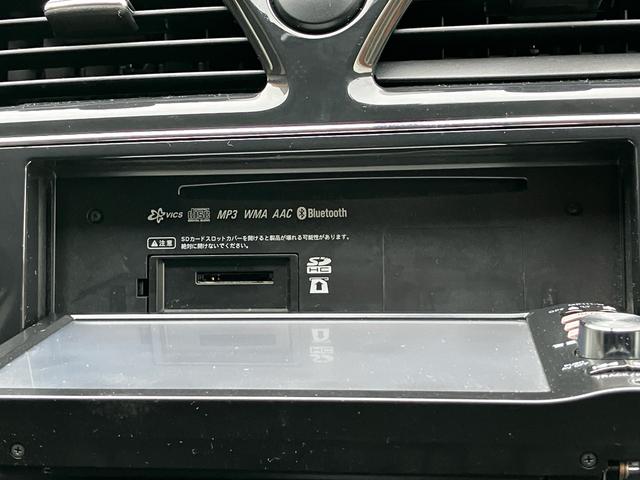 VICS disc MP3 WMA AAC Bluetooth
⚠注意 SDカードスロットカバーを開けると製品が壊れる可能性があります。
絶対に開けないでください。
SD
HC